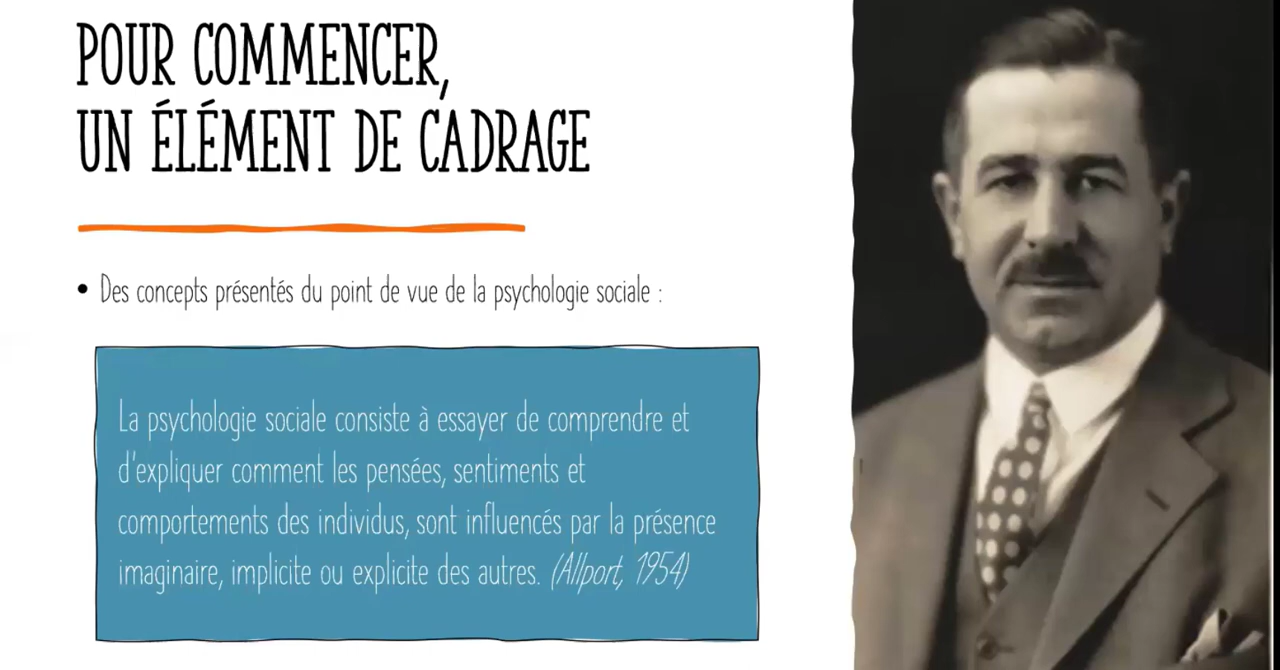 POUR COMMENCER,
UN ÉLÉMENT DE CADRAGE
• Des concepts présentés du point de vue de la psychologie sociale :
La psychologie sociale consiste à essayer de comprendre et
d'expliquer comment les pensées, sentiments et
comportements des individus, sont influencés par la présence
imaginaire, implicite ou explicite des autres. (Allport, 1954)